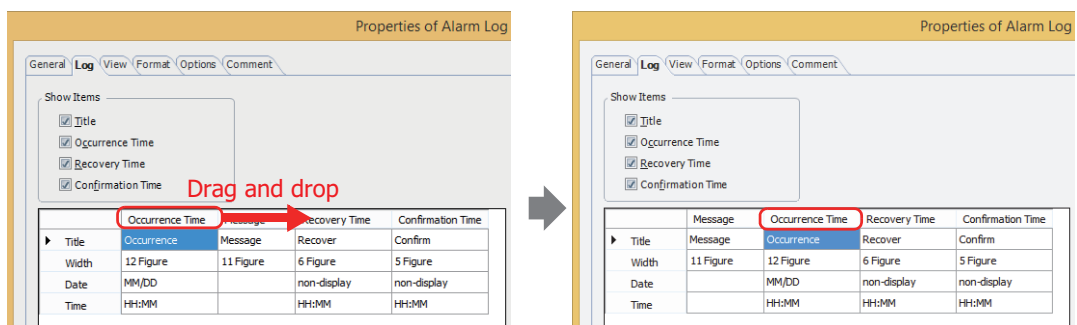 Properties of Alarm Log
General Log View Format Options Comment
Show Items
Title
Occurrence Time
Recovery Time
Confirmation Time
Drag and drop
Occurrence Time Message Recovery Time Confirmation Time
Title Occurrence Message Recover Confirm
Width 12 Figure 11 Figure 6 Figure 5 Figure
Date MM/DD non-display non-display
Time HH:MM HH:MM HH:MM
Properties of Alarm Log
General Log View Format Options Comment
Show Items
Title
Occurrence Time
Recovery Time
Confirmation Time
Message Occurrence Time Recovery Time Confirmation Time
Title Message Occurrence Recover Confirm
Width 11 Figure 12 Figure 6 Figure 5 Figure
Date MM/DD non-display non-display
Time HH:MM HH:MM HH:MM